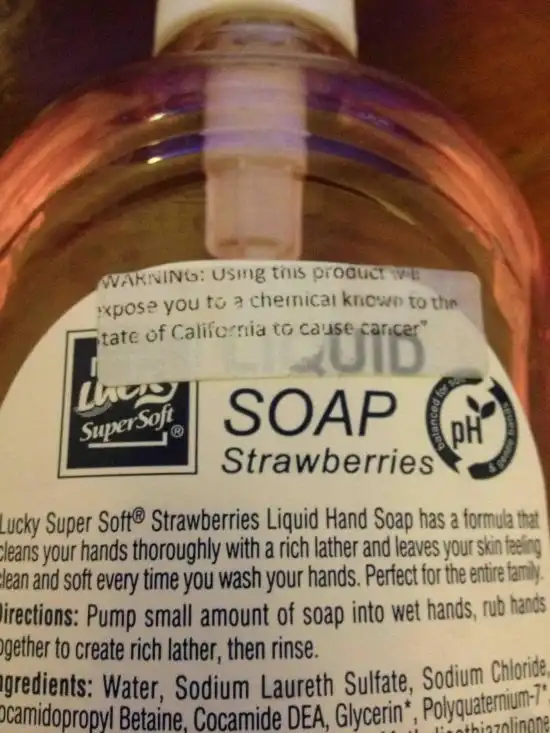 WARNING: Using this product will
expose you to a chemical known to the
state of California to cause cancer"
LIQUID
Lucky
SuperSoft®
SOAP
Strawberries
balanced for
pH
& gentle
Lucky Super Soft® Strawberries Liquid Hand Soap has a formula that
cleans your hands thoroughly with a rich lather and leaves your skin feeling
clean and soft every time you wash your hands. Perfect for the entire family.
Directions: Pump small amount of soap into wet hands, rub hands
together to create rich lather, then rinse.
Ingredients: Water, Sodium Laureth Sulfate, Sodium Chloride,
Cocamidopropyl Betaine, Cocamide DEA, Glycerin*, Polyquaternium-7*